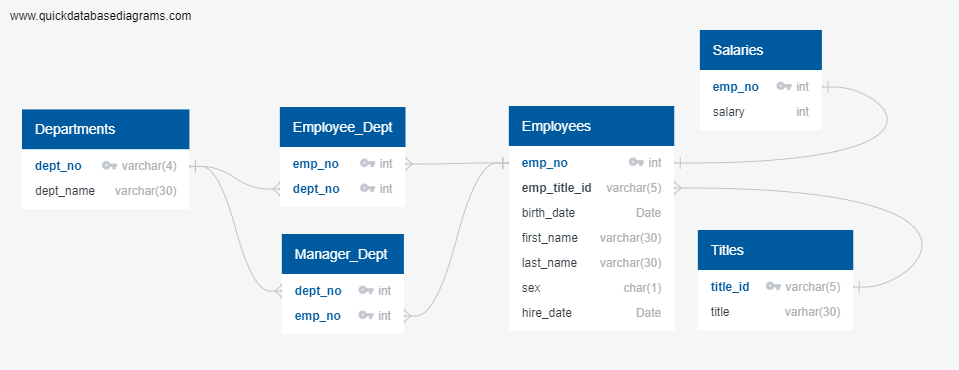 www.quickdatabasediagrams.com
Departments
dept_no varchar(4)
dept_name varchar(30)
Employee_Dept
emp_no int
dept_no int
Manager_Dept
dept_no int
emp_no int
Employees
emp_no int
emp_title_id varchar(5)
birth_date Date
first_name varchar(30)
last_name varchar(30)
sex char(1)
hire_date Date
Salaries
emp_no int
salary int
Titles
title_id varchar(5)
title varhar(30)